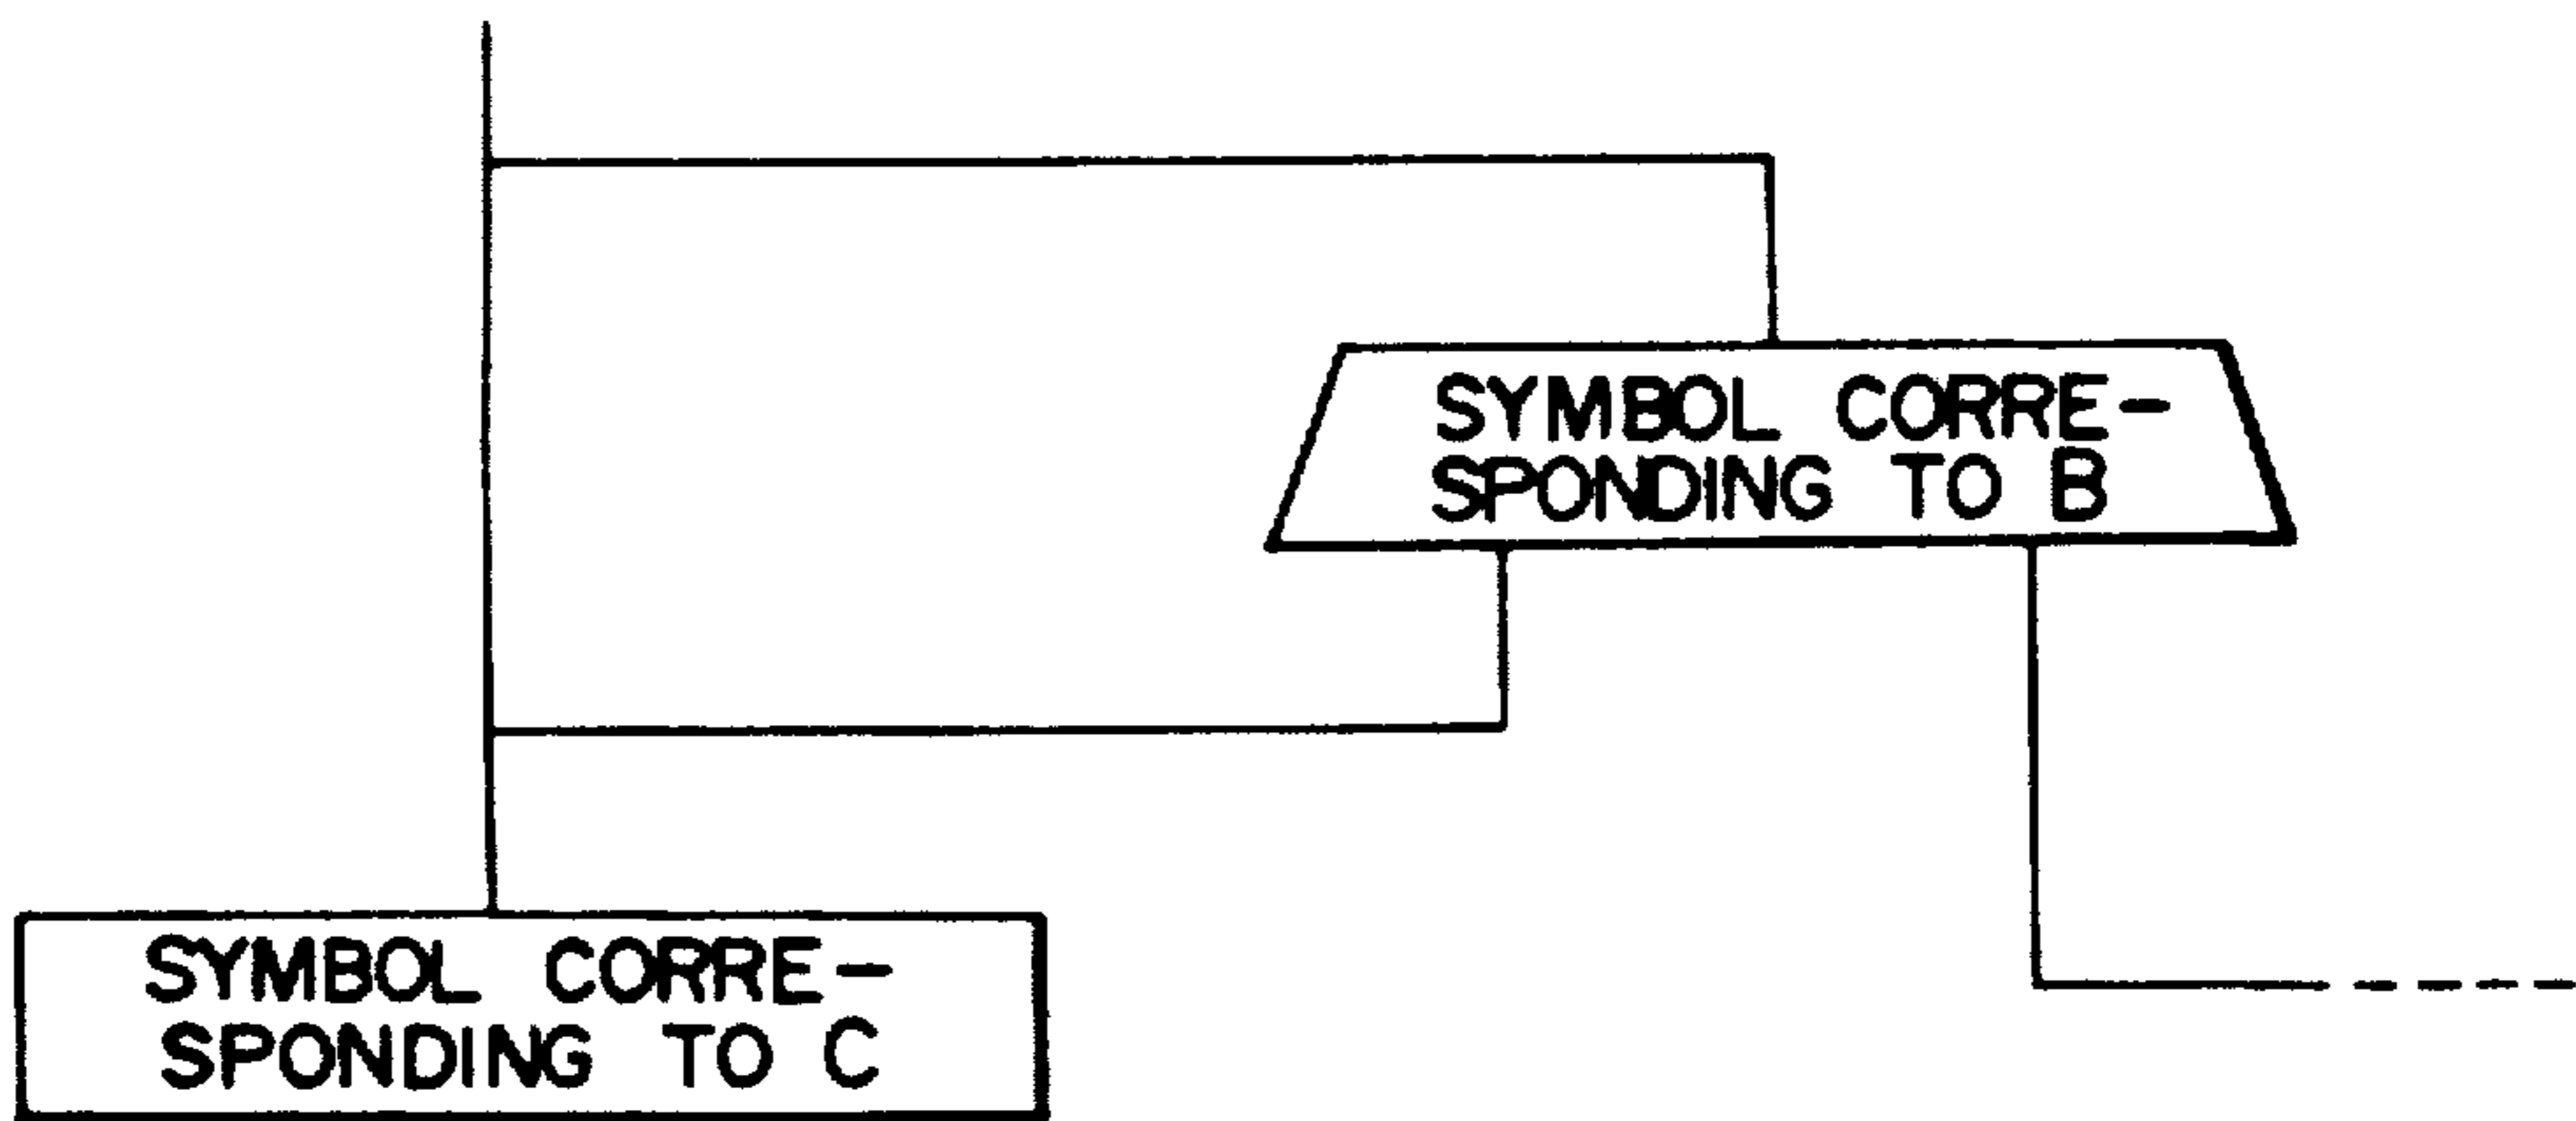 SYMBOL CORRE-
SPONDING TO B
SYMBOL CORRE-
SPONDING TO C